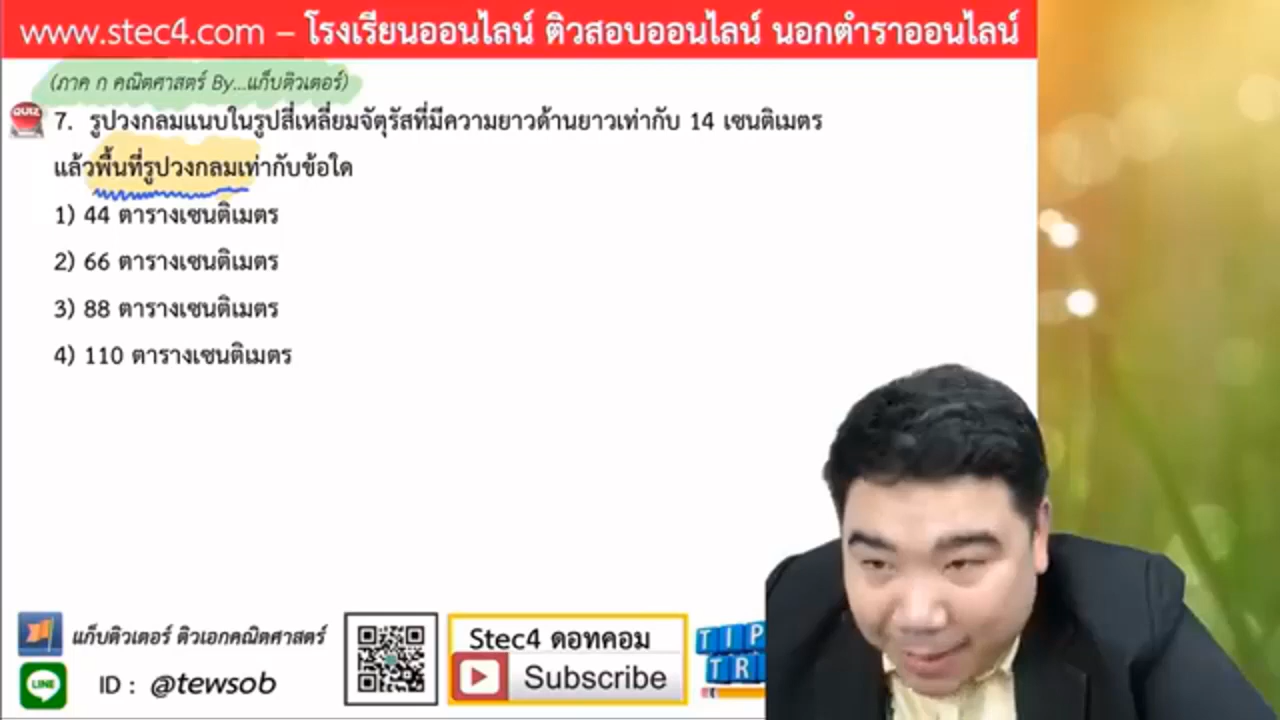 www.stec4.com – โรงเรียนออนไลน์ ติวสอบออนไลน์ นอกตำราออนไลน์
(ภาค ก คณิตศาสตร์ By...แก็บติวเตอร์)
QUIZ
7. รูปวงกลมแนบในรูปสี่เหลี่ยมจัตุรัสที่มีความยาวด้านยาวเท่ากับ 14 เซนติเมตร
แล้วพื้นที่รูปวงกลมเท่ากับข้อใด
1) 44 ตารางเซนติเมตร
2) 66 ตารางเซนติเมตร
3) 88 ตารางเซนติเมตร
4) 110 ตารางเซนติเมตร
แก็บติวเตอร์ ติวเอกคณิตศาสตร์
LINE
ID : @tewsob
Stec4 ดอทคอม
Subscribe
TIP
TRI